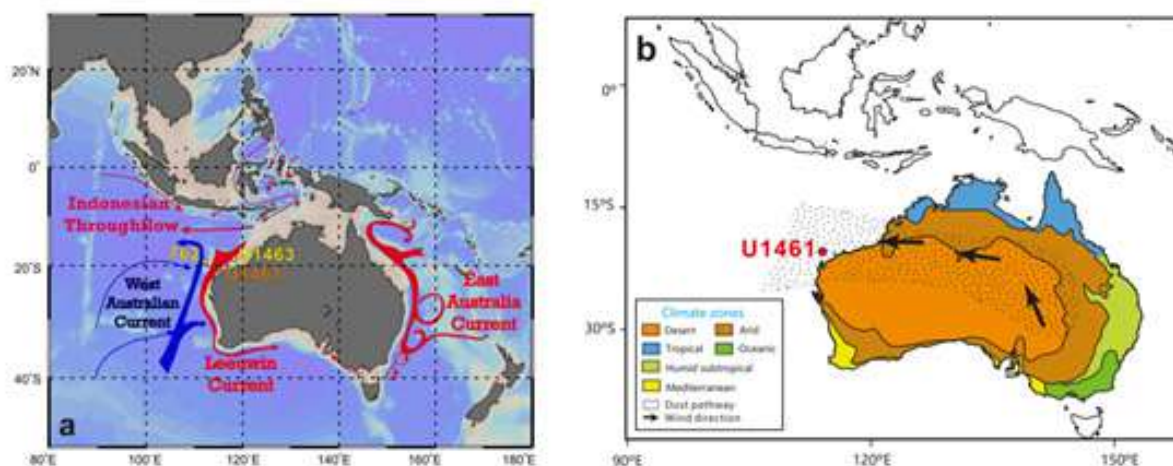 20°N
0°
20°S
40°S
100°E
120°E
140°E
160°E
180°E
Indonesian
Throughflow
762
U1463
West
Australian
Current
Leeuwin
Current
East
Australia
Current
a
b
0°
15°S
30°S
90°E
120°E
150°E
U1461
Climate zones
Desert
Arid
Tropical
Oceanic
Humid subtropical
Mediterranean
Dust pathway
Wind direction